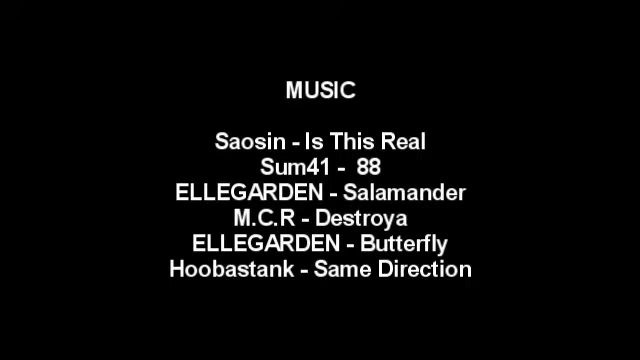 MUSIC
Saosin - Is This Real
Sum41 -  88
ELLEGARDEN - Salamander
M.C.R - Destroya
ELLEGARDEN - Butterfly
Hoobastank - Same Direction